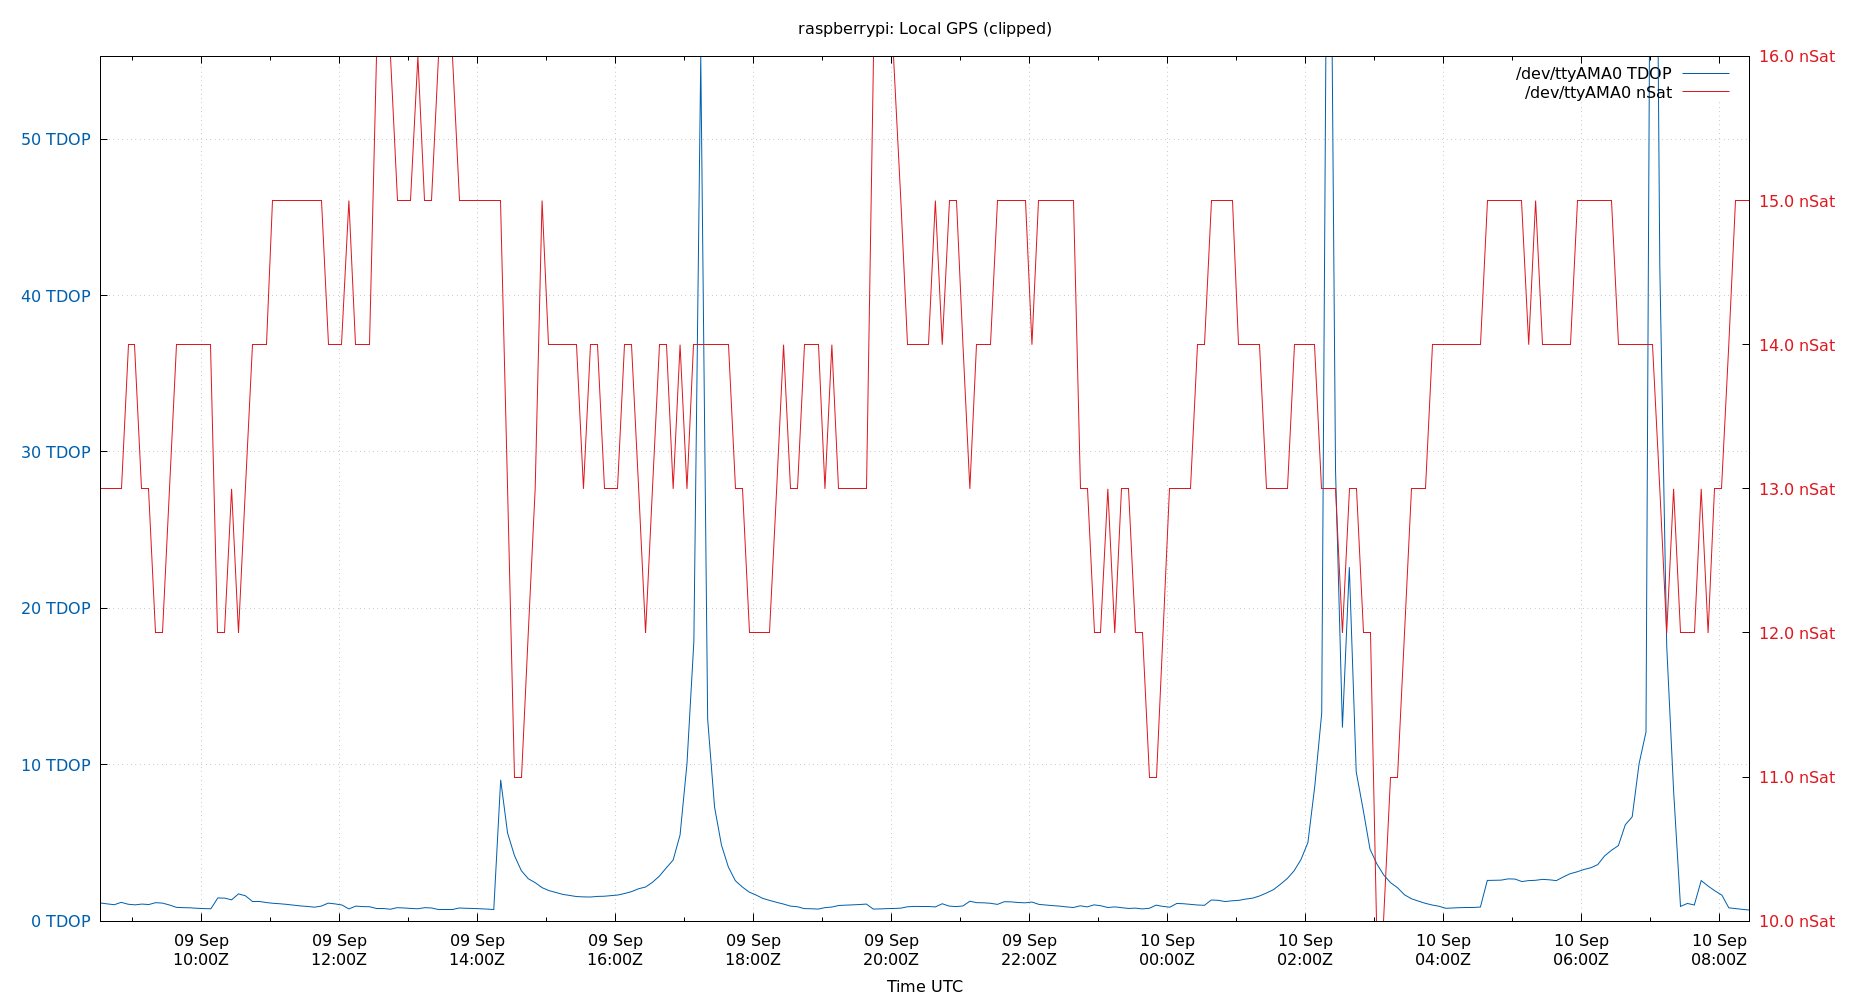 raspberrypi: Local GPS (clipped)
/dev/ttyAMA0 TDOP
/dev/ttyAMA0 nSat
50 TDOP
40 TDOP
30 TDOP
20 TDOP
10 TDOP
0 TDOP
16.0 nSat
15.0 nSat
14.0 nSat
13.0 nSat
12.0 nSat
11.0 nSat
10.0 nSat
09 Sep
10:00Z
09 Sep
12:00Z
09 Sep
14:00Z
09 Sep
16:00Z
09 Sep
18:00Z
09 Sep
20:00Z
09 Sep
22:00Z
10 Sep
00:00Z
10 Sep
02:00Z
10 Sep
04:00Z
10 Sep
06:00Z
10 Sep
08:00Z
Time UTC